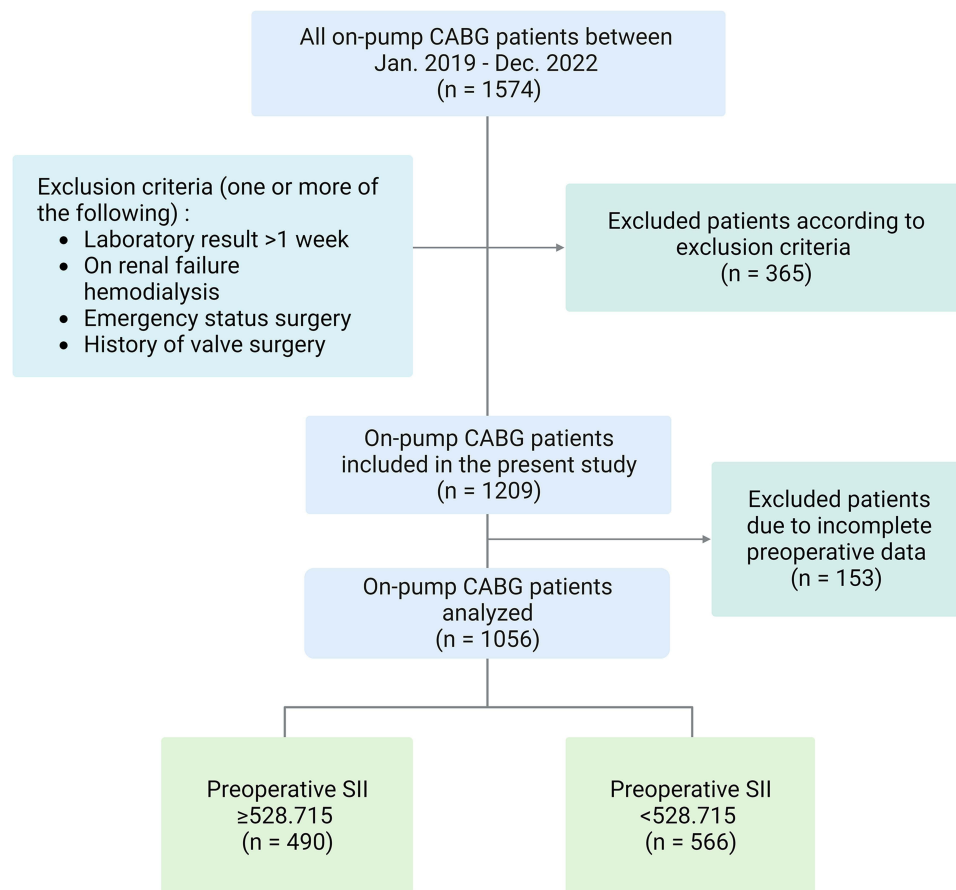 All on-pump CABG patients between
Jan. 2019 - Dec. 2022
(n = 1574)
Exclusion criteria (one or more of
the following) :
• Laboratory result >1 week
• On renal failure
hemodialysis
• Emergency status surgery
• History of valve surgery
Excluded patients according to
exclusion criteria
(n = 365)
On-pump CABG patients
included in the present study
(n = 1209)
Excluded patients
due to incomplete
preoperative data
(n = 153)
On-pump CABG patients
analyzed
(n = 1056)
Preoperative SII
≥528.715
(n = 490)
Preoperative SII
<528.715
(n = 566)